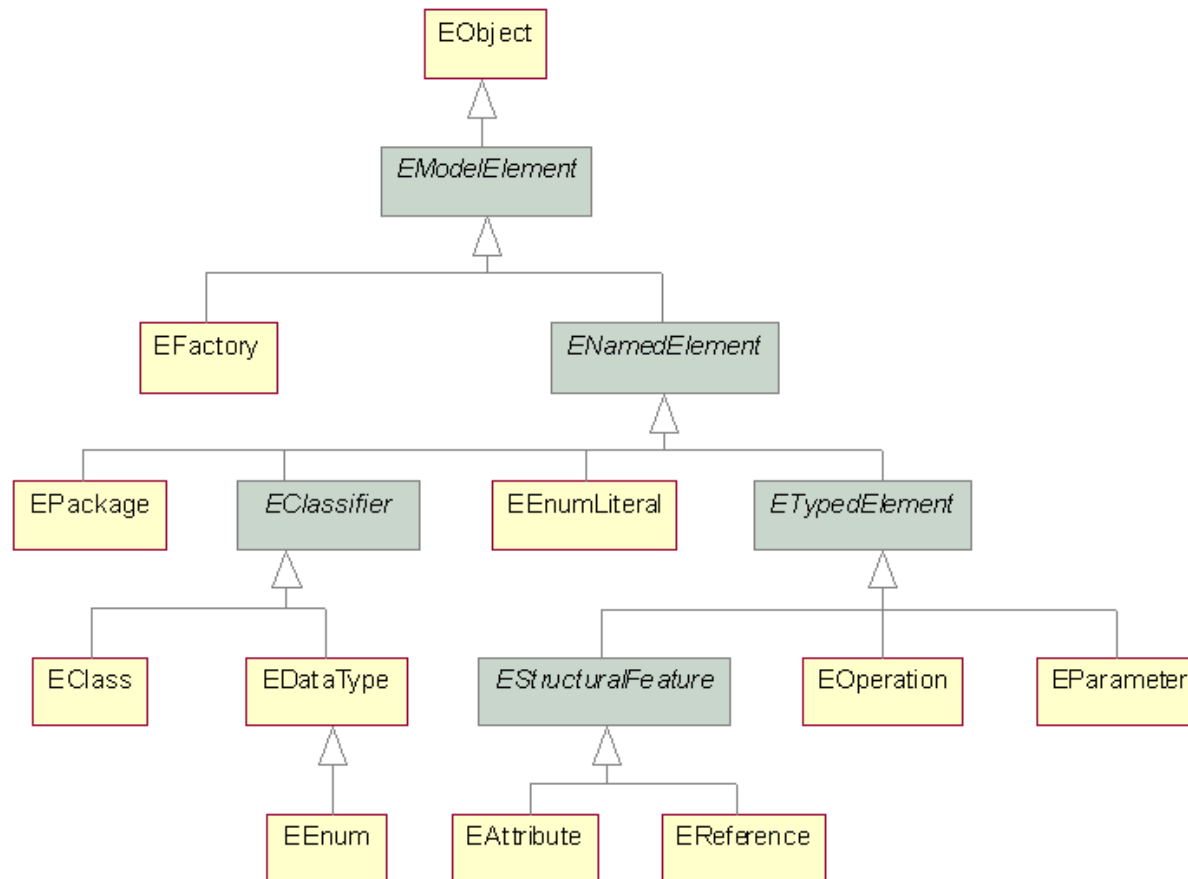 EObject
EModelElement
EFactory
ENamedElement
EPackage
EClassifier
EEnumLiteral
ETypedElement
EClass
EDataType
EStructuralFeature
EOperation
EParameter
EEnum
EAttribute
EReference